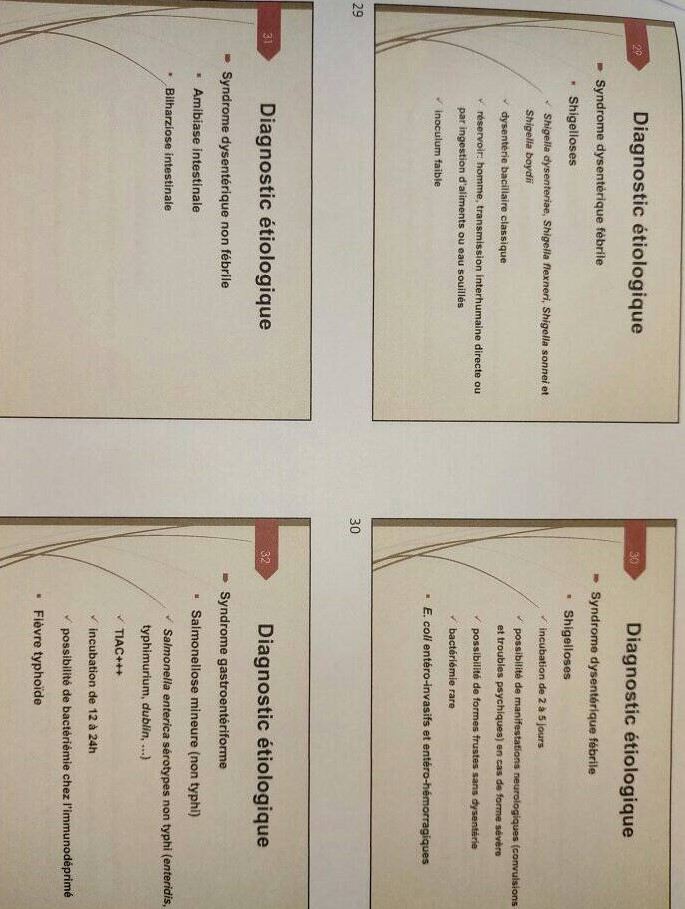 29
Diagnostic étiologique
Syndrome dysentérique fébrile
Shigelloses
✓ Shigella dysenteriae, Shigella flexneri, Shigella sonnei et
Shigella boydii
✓ dysentérie bacillaire classique
✓ réservoir: homme, transmission interhumaine directe ou
par ingestion d'aliments ou eau souillés
✓ inoculum faible
29
30
Diagnostic étiologique
Syndrome dysentérique fébrile
Shigelloses
✓ incubation de 2 à 5 jours
✓ possibilité de manifestations neurologiques (convulsions
et troubles psychiques) en cas de forme sévère
✓ possibilité de formes frustes sans dysentérie
✓ bactériémie rare
E. coli entéro-invasifs et entéro-hémorragiques
30
31
Diagnostic étiologique
Syndrome dysentérique non fébrile
Amibiase intestinale
Bilharziose intestinale
32
Diagnostic étiologique
Syndrome gastroentériforme
Salmonellose mineure (non typhi)
✓ Salmonella enterica sérotypes non typhi (enteridis,
typhimurium, dublin, ...)
✓ TIAC+++
✓ incubation de 12 à 24h
✓ possibilité de bactériémie chez l'immunodéprimé
Fièvre typhoïde